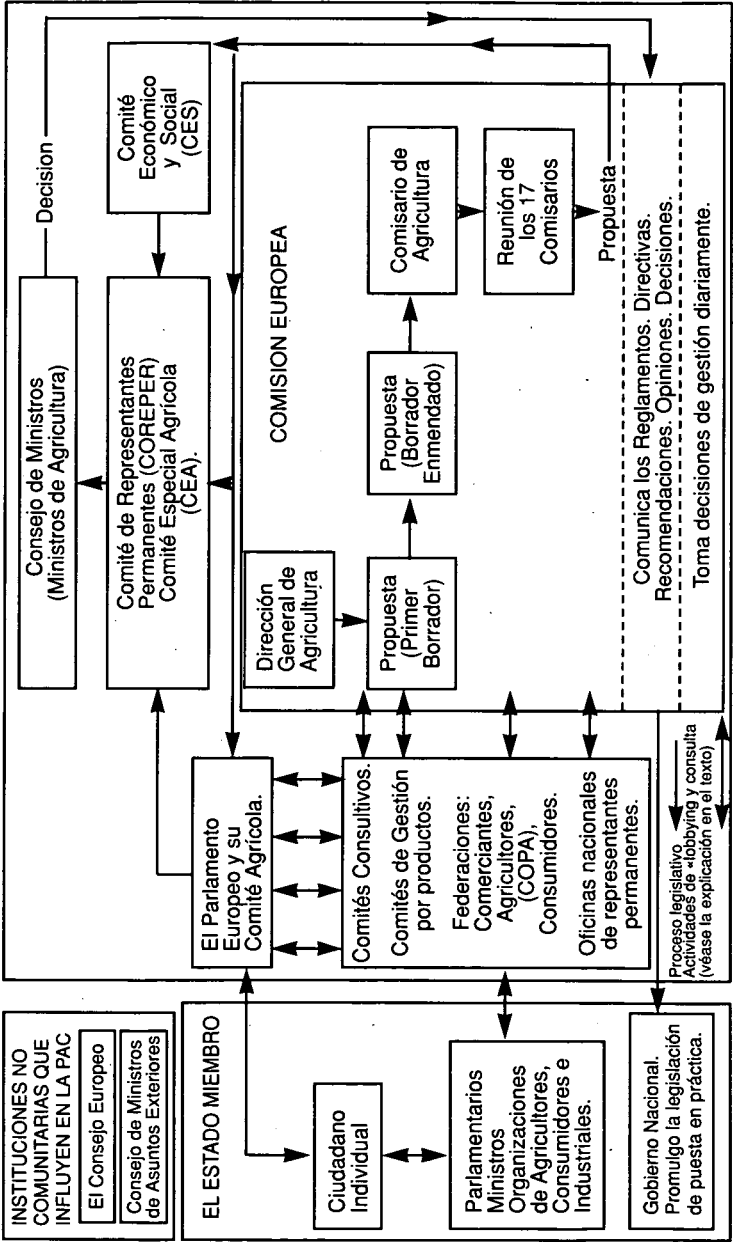 INSTITUCIONES NO
COMUNITARIAS QUE
INFLUYEN EN LA PAC
El Consejo Europeo
Consejo de Ministros
de Asuntos Exteriores
EL ESTADO MIEMBRO
Ciudadano
Individual
Parlamentarios
Ministros
Organizaciones
de Agricultores,
Consumidores e
Industriales.
Gobierno Nacional.
Promulgo la legislación
de puesta en práctica.
Consejo de Ministros
(Ministros de Agricultura)
Decision
Comité de Representantes
Permanentes (COREPER)
Comité Especial Agrícola
(CEA).
Comité
Económico
y Social
(CES)
El Parlamento
Europeo y su
Comité Agrícola.
Comités Consultivos.
Comités de Gestión
por productos.
Federaciones:
Comerciantes,
Agricultores,
(COPA),
Consumidores.
Oficinas nacionales
de representantes
permanentes.
COMISION EUROPEA
Dirección
General de
Agricultura
Propuesta
(Primer
Borrador)
Propuesta
(Borrador
Enmendado)
Comisario de
Agricultura
Reunión de
los 17
Comisarios
Propuesta
Comunica los Reglamentos. Directivas.
Recomendaciones. Opiniones. Decisiones.
Toma decisiones de gestión diariamente.
Proceso legislativo
Actividades de «lobbying y consulta
(véase la explicación en el texto)